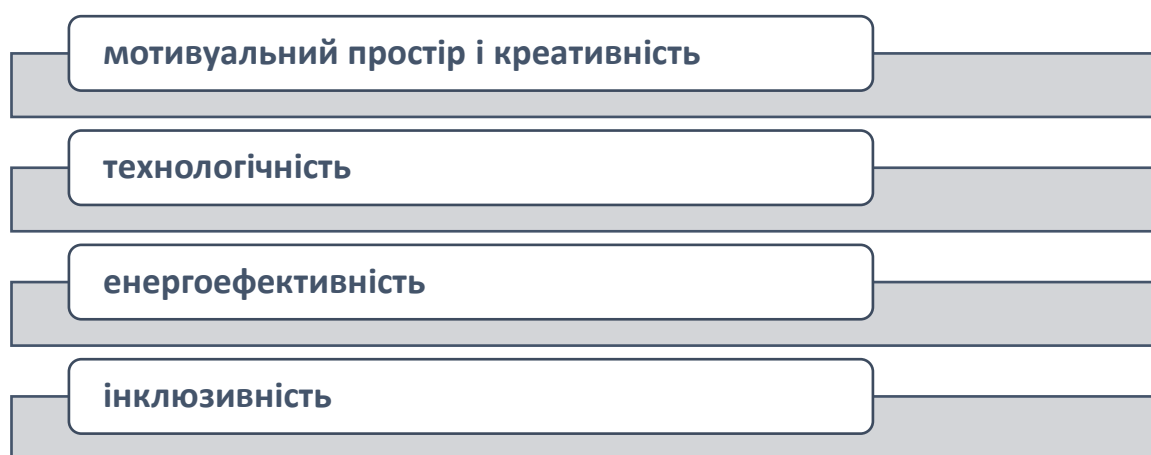 мотивуальний простір і креативність
технологічність
енергоефективність
інклюзивність